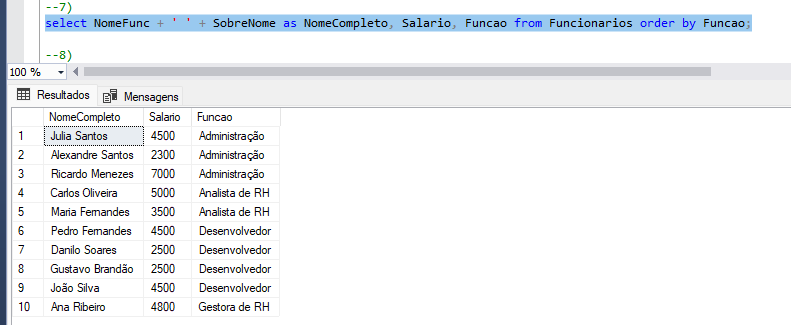 --7)
select NomeFunc + ' ' + SobreNome as NomeCompleto, Salario, Funcao from Funcionarios order by Funcao;
--8)
100 %
Resultados Mensagens
NomeCompleto Salario Funcao
1 Julia Santos 4500 Administração
2 Alexandre Santos 2300 Administração
3 Ricardo Menezes 7000 Administração
4 Carlos Oliveira 5000 Analista de RH
5 Maria Fernandes 3500 Analista de RH
6 Pedro Fernandes 4500 Desenvolvedor
7 Danilo Soares 2500 Desenvolvedor
8 Gustavo Brandão 2500 Desenvolvedor
9 João Silva 4500 Desenvolvedor
10 Ana Ribeiro 4800 Gestora de RH